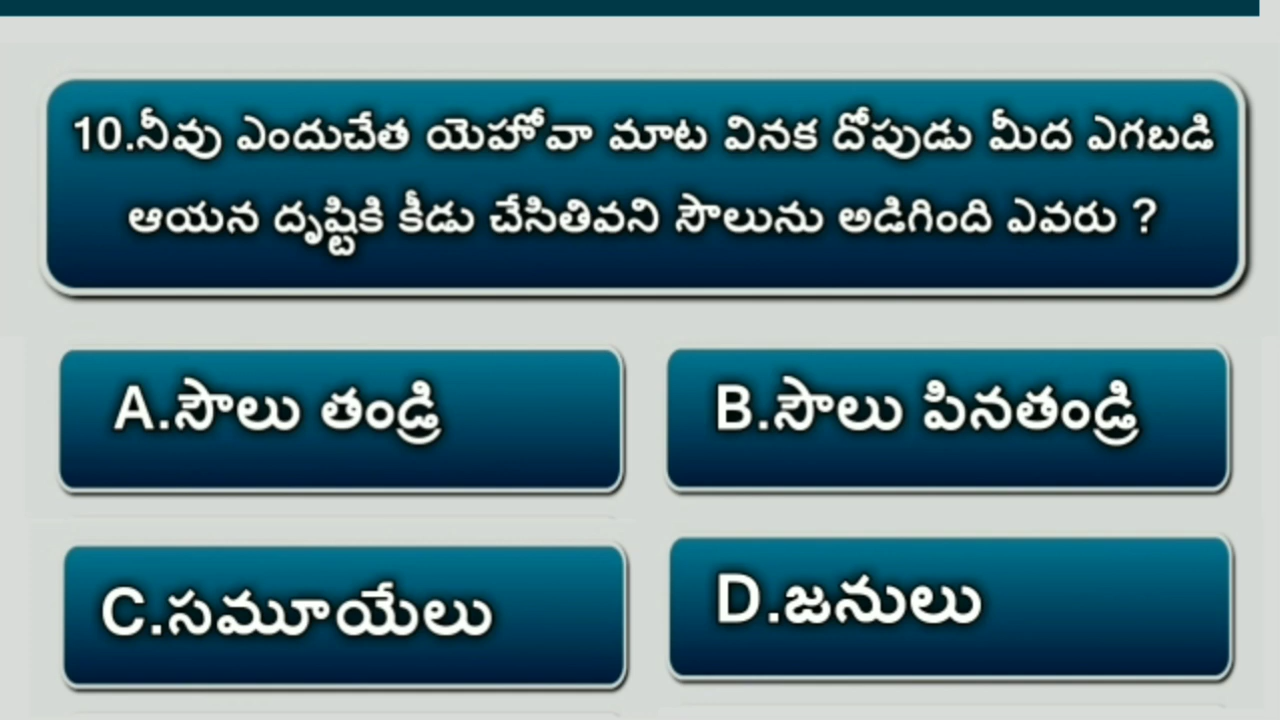 10.నీవు ఎందుచేత యెహోవా మాట వినక దోపుడు మీద ఎగబడి
ఆయన దృష్టికి కీడు చేసితివని సౌలును అడిగింది ఎవరు ?
A.సౌలు తండ్రి
B.సౌలు పినతండ్రి
C.సమూయేలు
D.జనులు